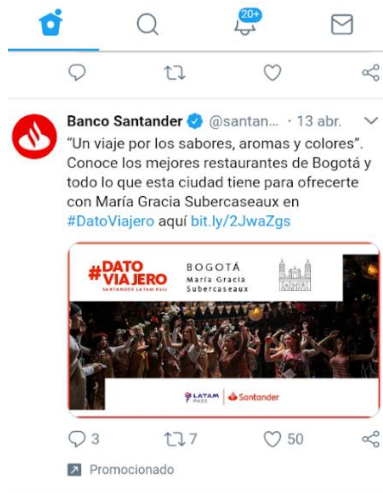 20+
Banco Santander @santan... · 13 abr.
“Un viaje por los sabores, aromas y colores”.
Conoce los mejores restaurantes de Bogotá y
todo lo que esta ciudad tiene para ofrecerte
con María Gracia Subercaseaux en
#DatoViajero aquí bit.ly/2JwaZgs
#DATO
VIAJERO
SANTANDER LATAM PASS
BOGOTÁ
María Gracia
Subercaseaux
LATAM
PASS
Santander
3
7
50
Promocionado